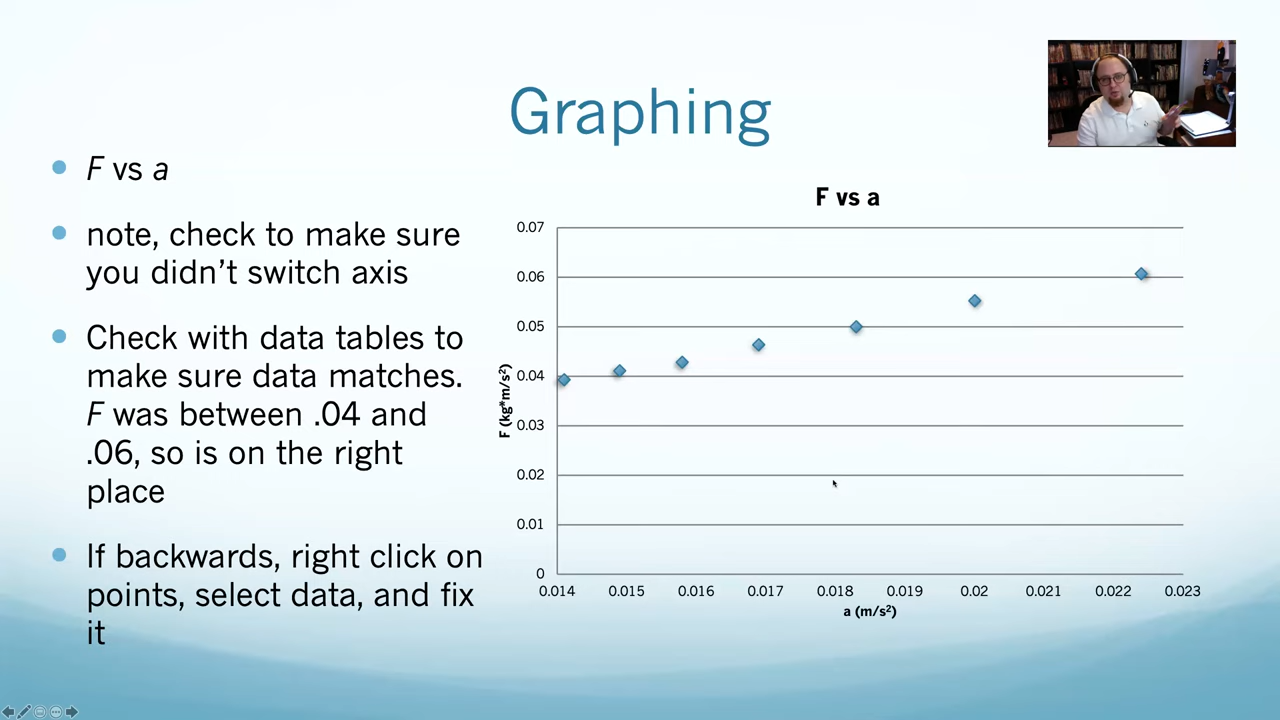 Graphing
F vs a
note, check to make sure
you didn't switch axis
Check with data tables to
make sure data matches.
F was between .04 and
.06, so is on the right
place
If backwards, right click on
points, select data, and fix
it
F vs a
0.07
0.06
0.05
0.04
0.03
0.02
0.01
0
F (kg*m/s²)
0.014 0.015 0.016 0.017 0.018 0.019 0.02 0.021 0.022 0.023
a (m/s²)